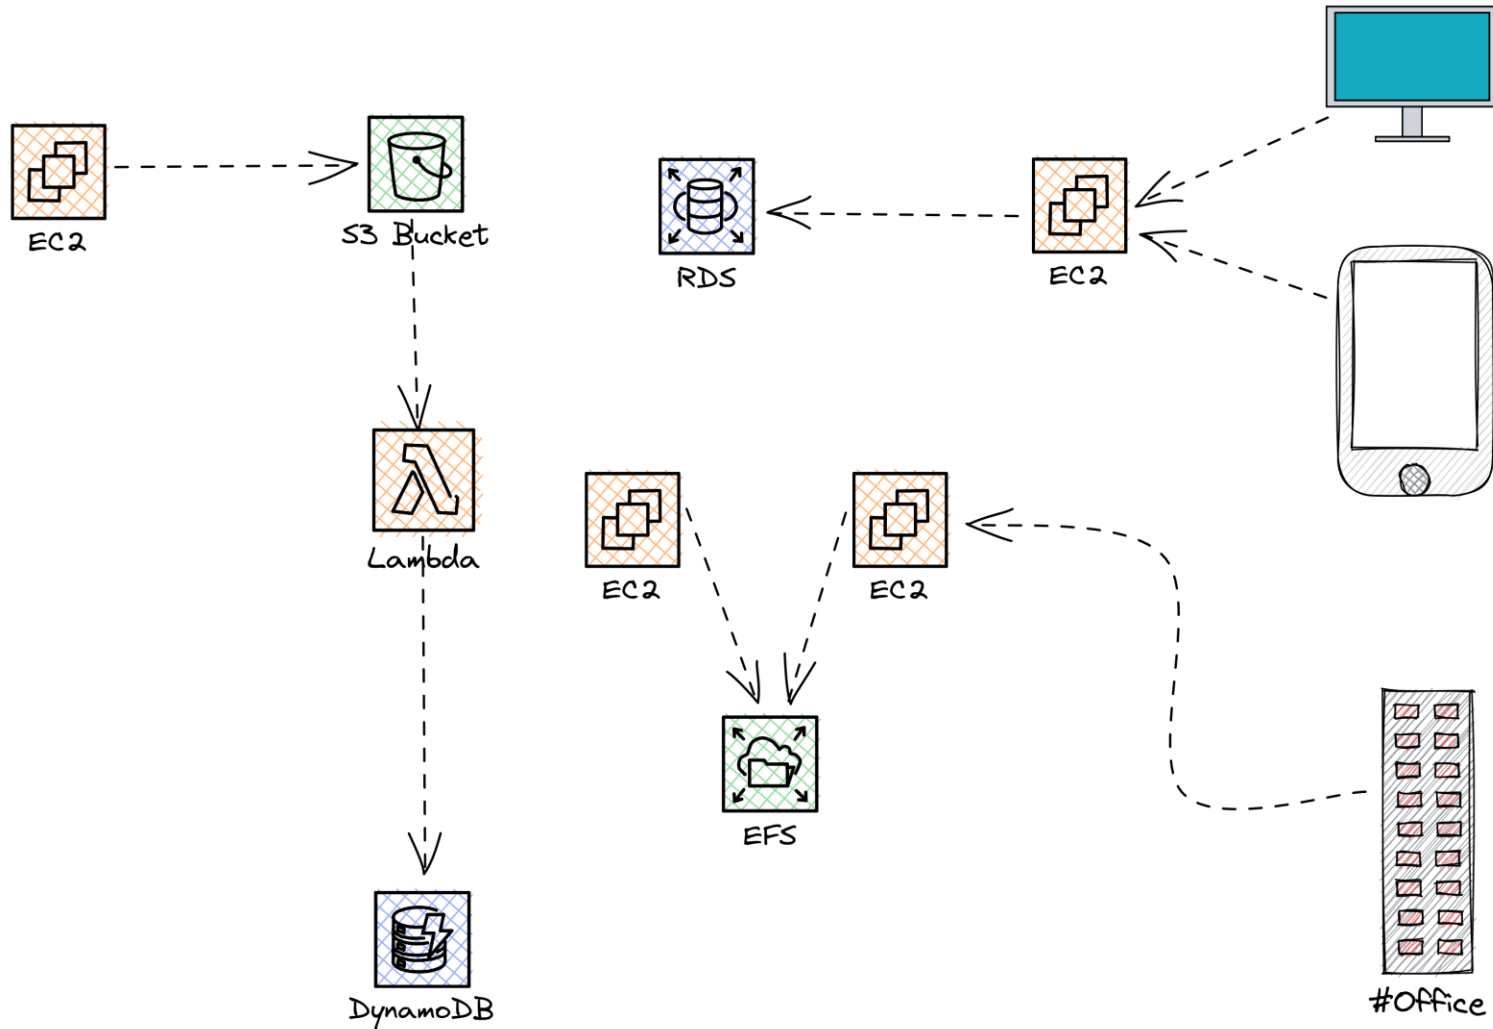 EC2
S3 Bucket
RDS
EC2
Lambda
EC2
EC2
EFS
DynamoDB
#Office